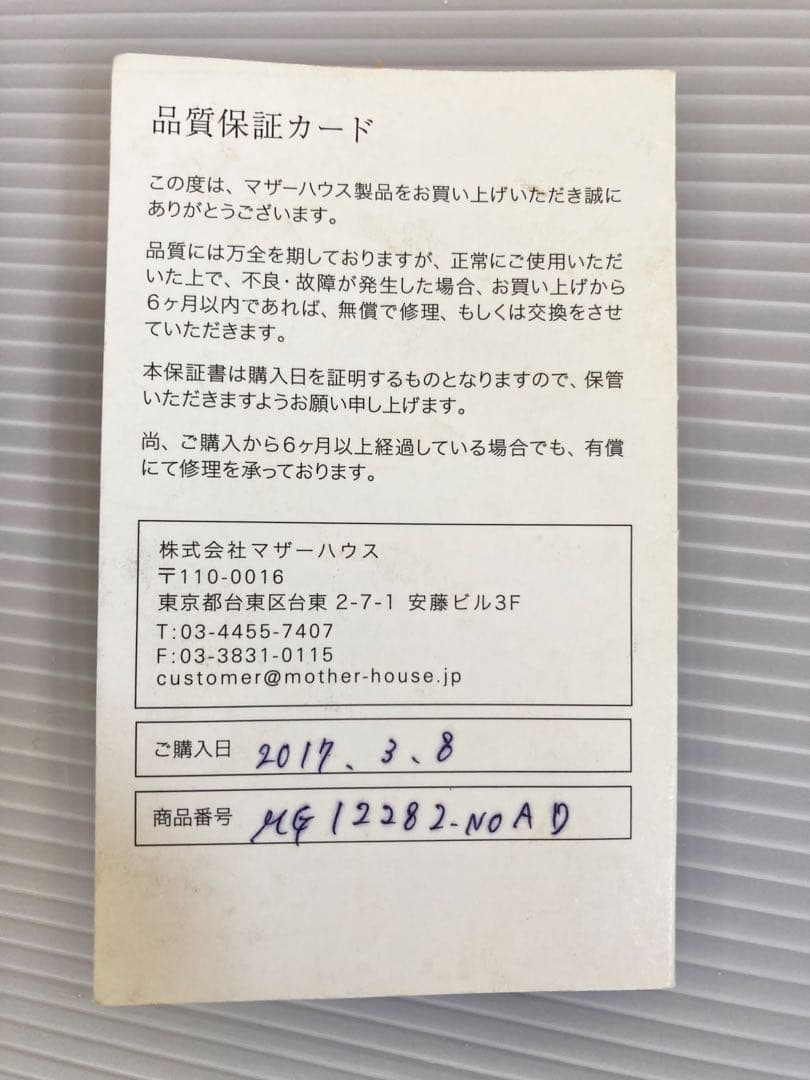 品質保証カード
この度は、マザーハウス製品をお買い上げいただき誠に
ありがとうございます。
品質には万全を期しておりますが、正常にご使用いただ
いた上で、不良・故障が発生した場合、お買い上げから
6ヶ月以内であれば、無償で修理、もしくは交換をさせ
ていただきます。
本保証書は購入日を証明するものとなりますので、保管
いただきますようお願い申し上げます。
尚、ご購入から6ヶ月以上経過している場合でも、有償
にて修理を承っております。
株式会社マザーハウス
〒110-0016
東京都台東区台東 2-7-1 安藤ビル3F
T:03-4455-7407
F:03-3831-0115
customer@mother-house.jp
ご購入日 2017.3.8
商品番号 MG12282-NOAD